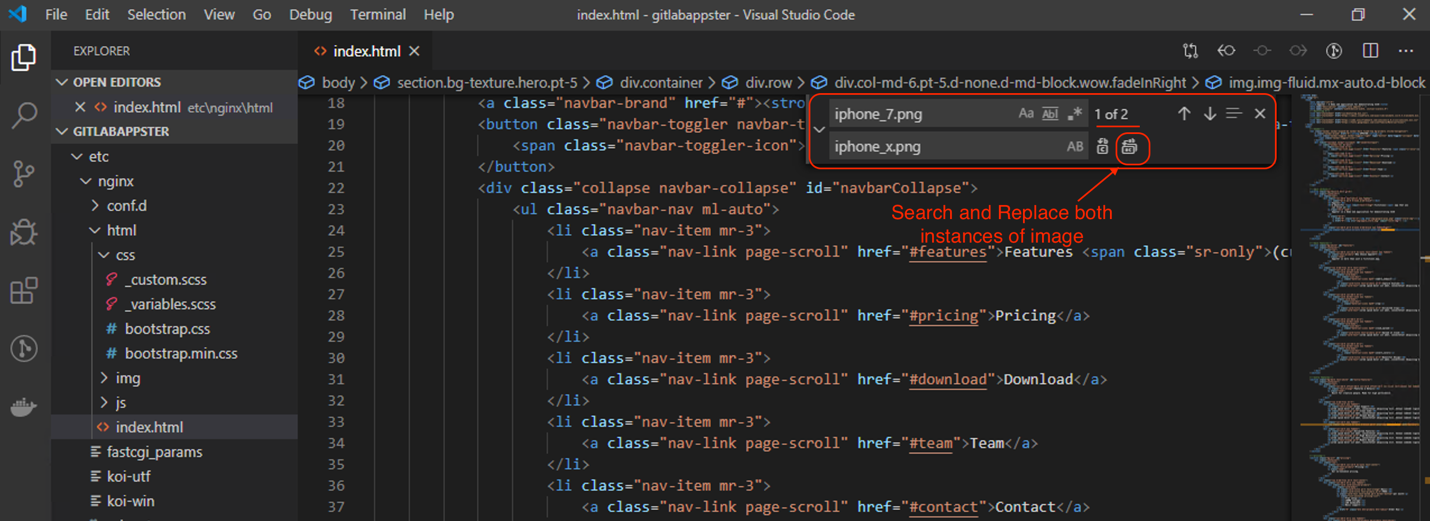 File Edit Selection View Go Debug Terminal Help index.html - gitlabappster - Visual Studio Code
EXPLORER
OPEN EDITORS
index.html etc\nginx\html
GITLABAPPSTER
etc
nginx
conf.d
html
css
_custom.scss
_variables.scss
# bootstrap.css
# bootstrap.min.css
img
js
<> index.html
fastcgi_params
koi-utf
koi-win
<> index.html
body > section.bg-texture.hero.pt-5 > div.container > div.row > div.col-md-6.pt-5.d-none.d-md-block.wow.fadeInRight > img.img-fluid.mx-auto.d-block
iphone_7.png Aa Abl .* 1 of 2
iphone_x.png AB
Search and Replace both
instances of image
18 <a class="navbar-brand" href="#"><stro
19 <button class="navbar-toggler navbar-t
20 <span class="navbar-toggler-icon">
21 </button>
22 <div class="collapse navbar-collapse" id="navbarCollapse">
23 <ul class="navbar-nav ml-auto">
24 <li class="nav-item mr-3">
25 <a class="nav-link page-scroll" href="#features">Features <span class="sr-only">(cu
26 </li>
27 <li class="nav-item mr-3">
28 <a class="nav-link page-scroll" href="#pricing">Pricing</a>
29 </li>
30 <li class="nav-item mr-3">
31 <a class="nav-link page-scroll" href="#download">Download</a>
32 </li>
33 <li class="nav-item mr-3">
34 <a class="nav-link page-scroll" href="#team">Team</a>
35 </li>
36 <li class="nav-item mr-3">
37 <a class="nav-link page-scroll" href="#contact">Contact</a>